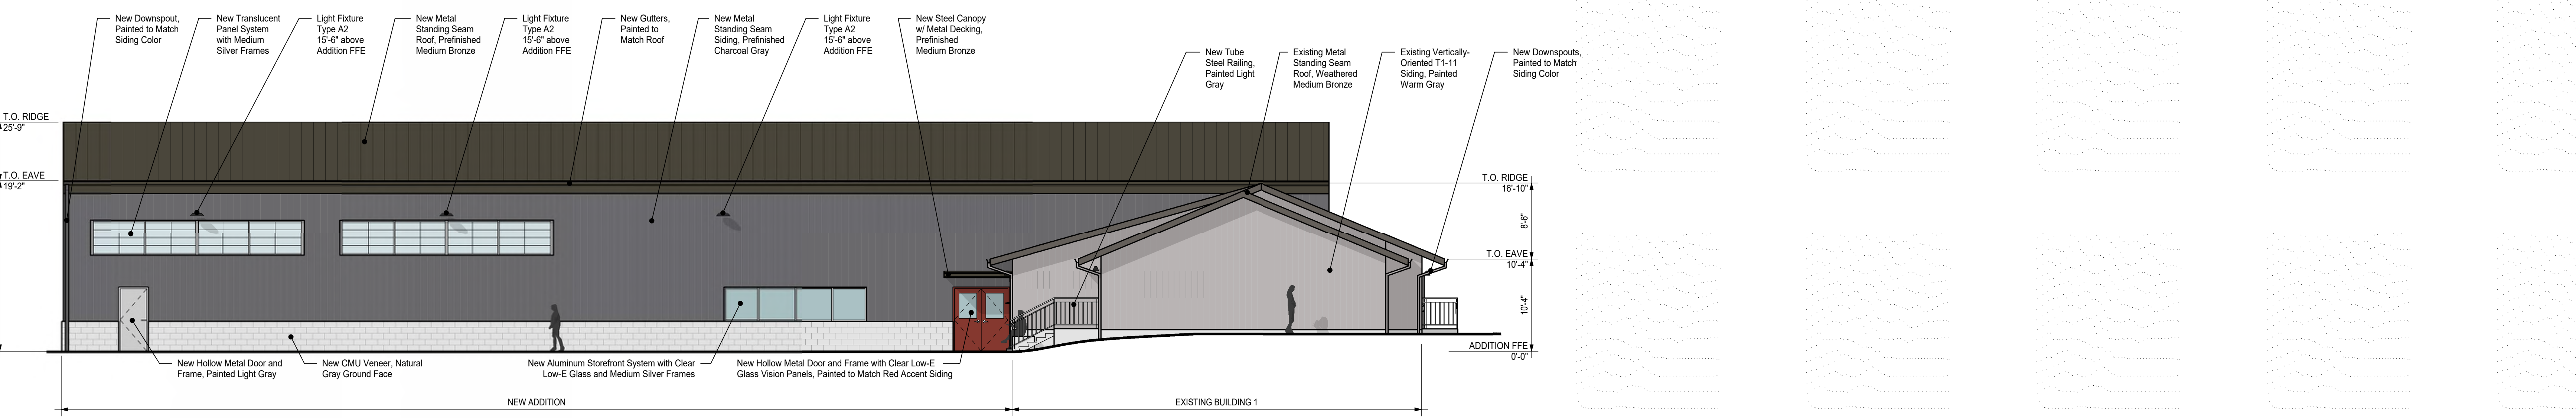 New Downspout,
Painted to Match
Siding Color
New Translucent
Panel System
with Medium
Silver Frames
Light Fixture
Type A2
15'-6" above
Addition FFE
New Metal
Standing Seam
Roof, Prefinished
Medium Bronze
Light Fixture
Type A2
15'-6" above
Addition FFE
New Gutters,
Painted to
Match Roof
New Metal
Standing Seam
Siding, Prefinished
Charcoal Gray
Light Fixture
Type A2
15'-6" above
Addition FFE
New Steel Canopy
w/ Metal Decking,
Prefinished
Medium Bronze
New Tube
Steel Railing,
Painted Light
Gray
Existing Metal
Standing Seam
Roof, Weathered
Medium Bronze
Existing Vertically-
Oriented T1-11
Siding, Painted
Warm Gray
New Downspouts,
Painted to Match
Siding Color
T.O. RIDGE
25'-9"
T.O. EAVE
19'-2"
T.O. RIDGE
16'-10"
8'-6"
T.O. EAVE
10'-4"
10'-4"
ADDITION FFE
0'-0"
New Hollow Metal Door and
Frame, Painted Light Gray
New CMU Veneer, Natural
Gray Ground Face
New Aluminum Storefront System with Clear
Low-E Glass and Medium Silver Frames
New Hollow Metal Door and Frame with Clear Low-E
Glass Vision Panels, Painted to Match Red Accent Siding
NEW ADDITION
EXISTING BUILDING 1